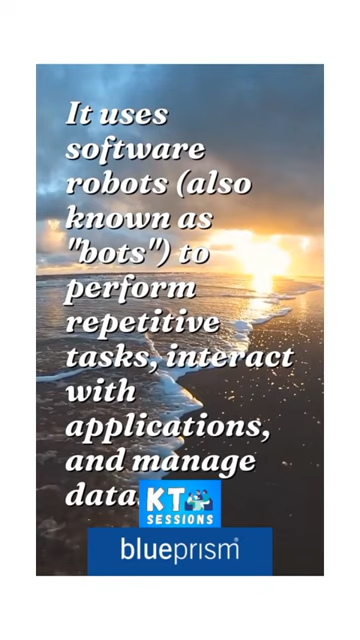 It uses
software
robots (also
known as
"bots") to
perform
repetitive
tasks, interact
with
applications,
and manage
data
KT
SESSIONS
blueprism